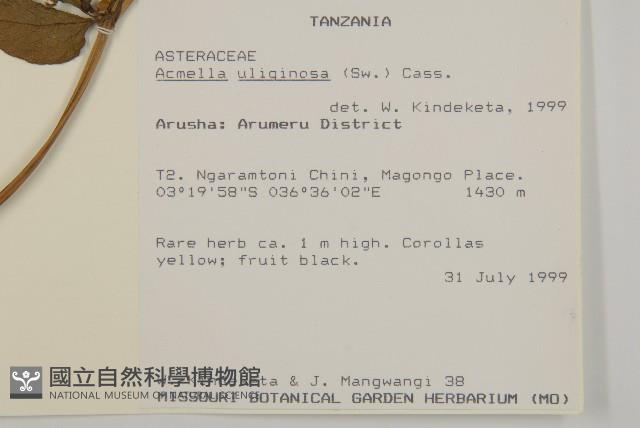 TANZANIA
ASTERACEAE
Acmella uliginosa (Sw.) Cass.
det. W. Kindeketa, 1999
Arusha: Arumeru District
T2. Ngaramtoni Chini, Magongo Place.
03°19'58"S 036°36'02"E 1430 m
Rare herb ca. 1 m high. Corollas
yellow; fruit black.
31 July 1999
& J. Mangwangi 38
MISSOURI BOTANICAL GARDEN HERBARIUM (MO)
國立自然科學博物館
NATIONAL MUSEUM OF NATURAL SCIENCE